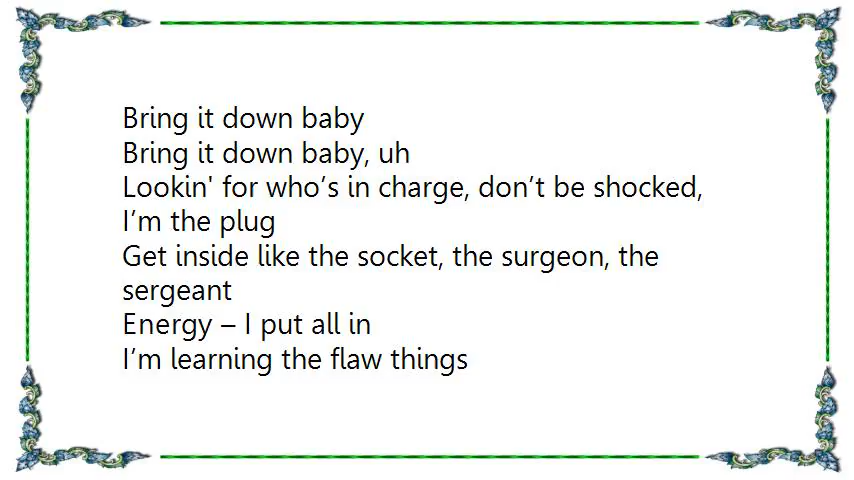 Bring it down baby
Bring it down baby, uh
Lookin' for who’s in charge, don’t be shocked,
I’m the plug
Get inside like the socket, the surgeon, the
sergeant
Energy – I put all in
I’m learning the flaw things